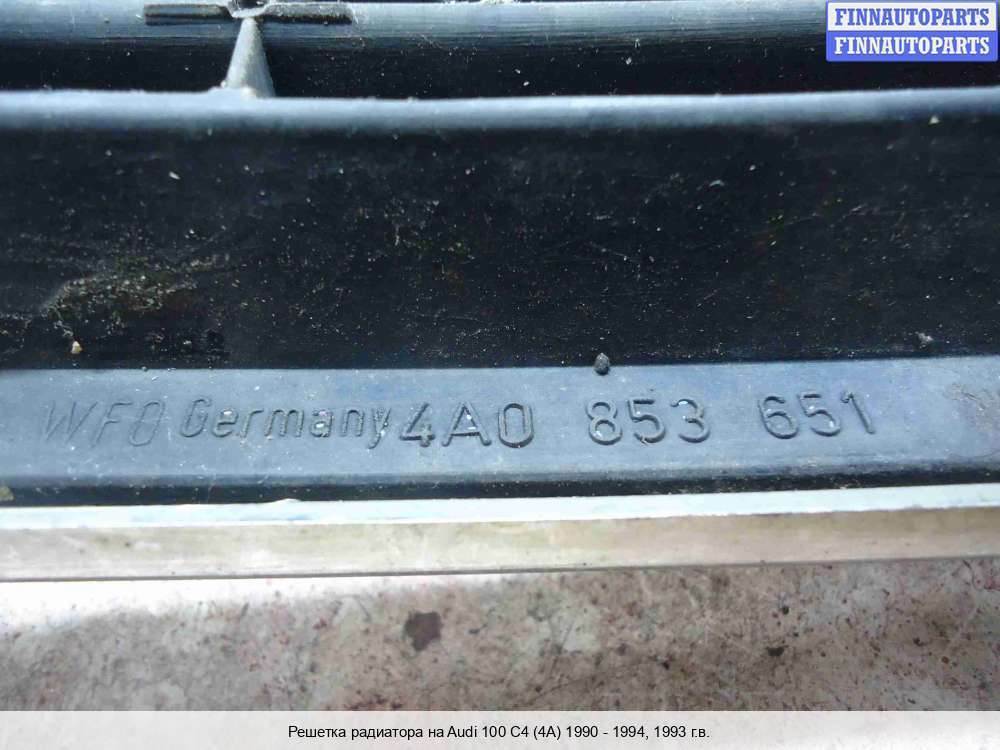 FINNAUTOPARTS
FINNAUTOPARTS
WFO Germany 4A0 853 651
Решетка радиатора на Audi 100 C4 (4A) 1990 - 1994, 1993 г.в.